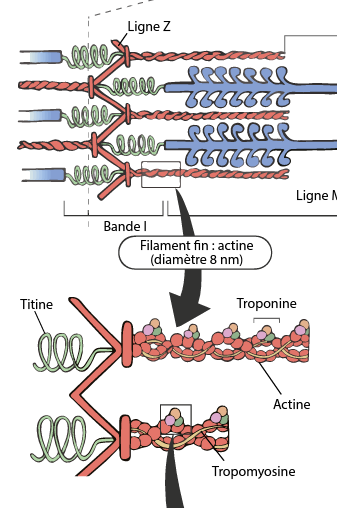 Ligne Z
Ligne M
Bande I
Filament fin : actine
(diamètre 8 nm)
Titine
Troponine
Actine
Tropomyosine